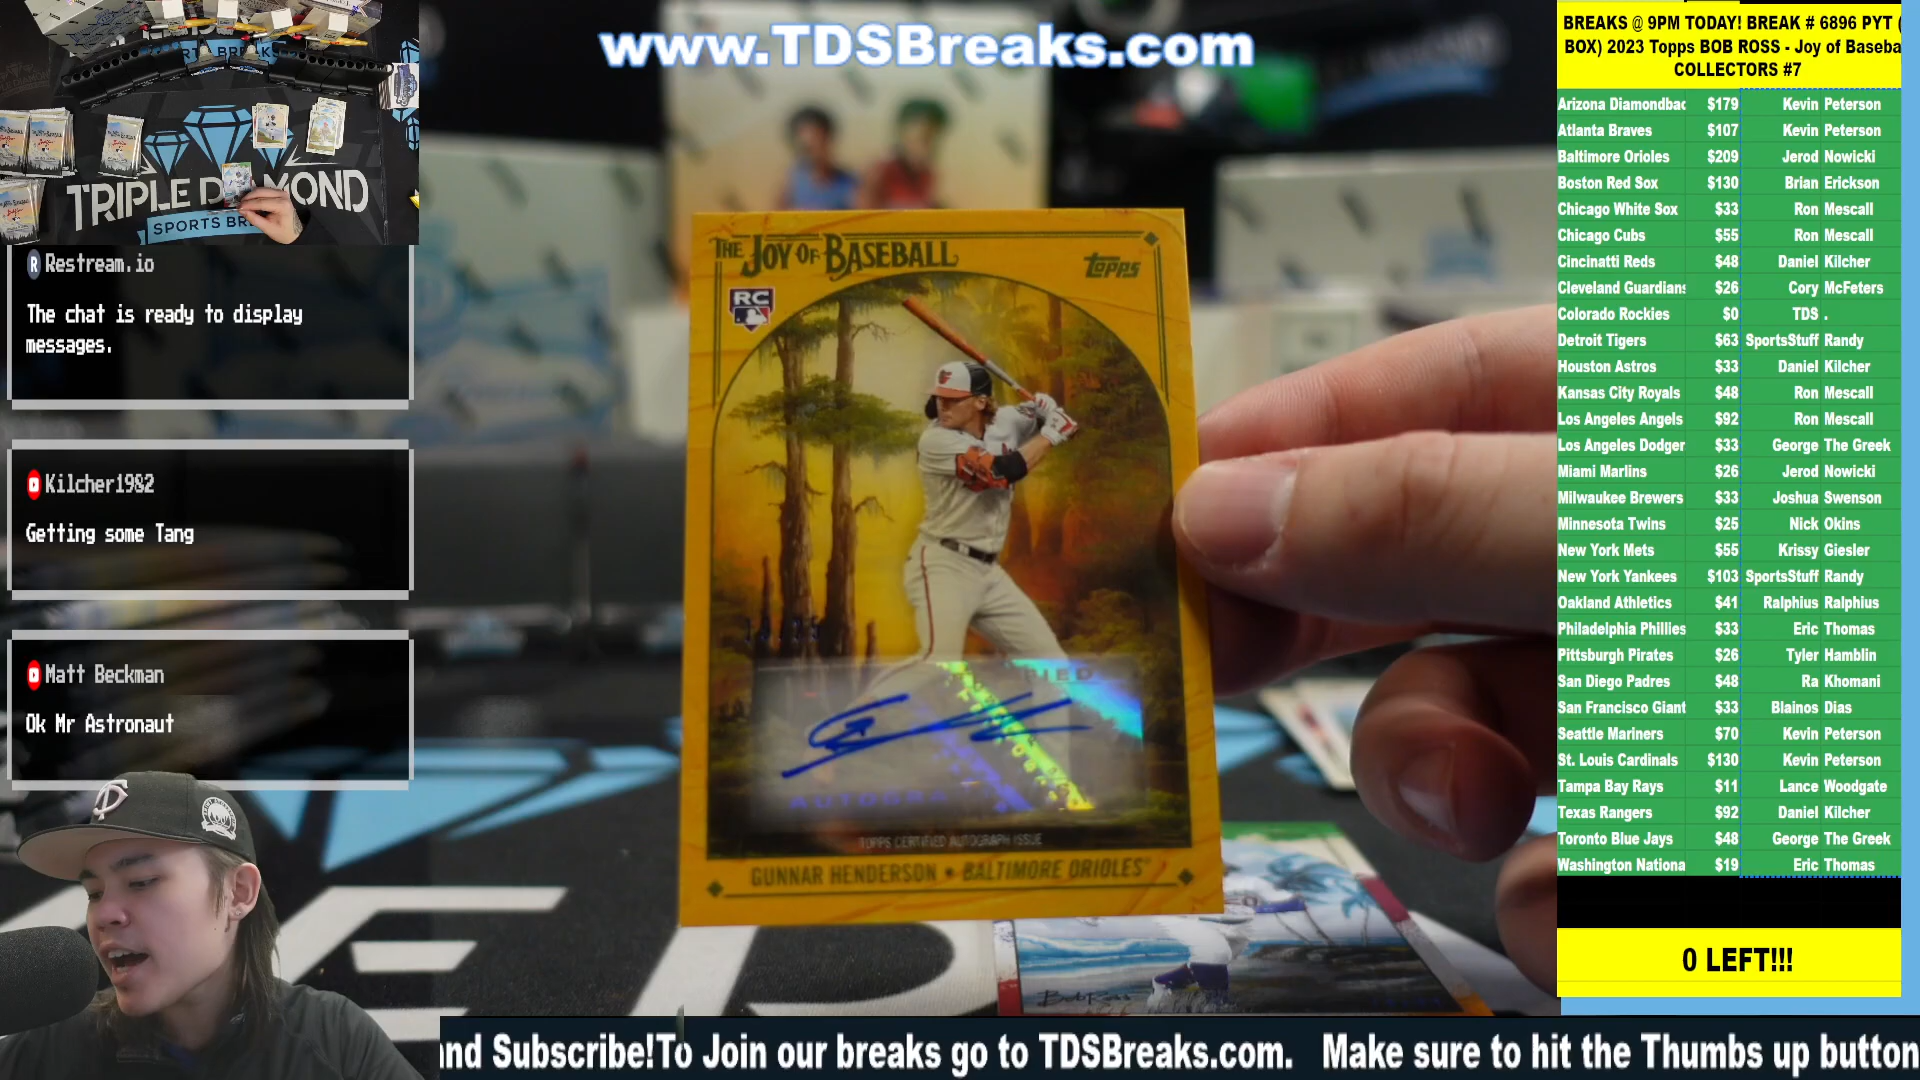 www.TDSBreaks.com
TRIPLE DIAMOND
SPORTS BRE
Restream.io
The chat is ready to display
messages.
Kilcher1982
Getting some Tang
Matt Beckman
Ok Mr Astronaut
THE JOY OF BASEBALL
topps
RC
TOPPS CERTIFIED AUTOGRAPH ISSUE
GUNNAR HENDERSON • BALTIMORE ORIOLES
Bob Ross
BREAKS @ 9PM TODAY! BREAK # 6896 PYT (
BOX) 2023 Topps BOB ROSS - Joy of Baseba
COLLECTORS #7
Arizona Diamondbac $179 Kevin Peterson
Atlanta Braves $107 Kevin Peterson
Baltimore Orioles $209 Jerod Nowicki
Boston Red Sox $130 Brian Erickson
Chicago White Sox $33 Ron Mescall
Chicago Cubs $55 Ron Mescall
Cincinatti Reds $48 Daniel Kilcher
Cleveland Guardians $26 Cory McFeters
Colorado Rockies $0 TDS .
Detroit Tigers $63 SportsStuff Randy
Houston Astros $33 Daniel Kilcher
Kansas City Royals $48 Ron Mescall
Los Angeles Angels $92 Ron Mescall
Los Angeles Dodger $33 George The Greek
Miami Marlins $26 Jerod Nowicki
Milwaukee Brewers $33 Joshua Swenson
Minnesota Twins $25 Nick Okins
New York Mets $55 Krissy Giesler
New York Yankees $103 SportsStuff Randy
Oakland Athletics $41 Ralphius Ralphius
Philadelphia Phillies $33 Eric Thomas
Pittsburgh Pirates $26 Tyler Hamblin
San Diego Padres $48 Ra Khomani
San Francisco Giant $33 Blainos Dias
Seattle Mariners $70 Kevin Peterson
St. Louis Cardinals $130 Kevin Peterson
Tampa Bay Rays $11 Lance Woodgate
Texas Rangers $92 Daniel Kilcher
Toronto Blue Jays $48 George The Greek
Washington Nationa $19 Eric Thomas
0 LEFT!!!
and Subscribe!To Join our breaks go to TDSBreaks.com. Make sure to hit the Thumbs up button